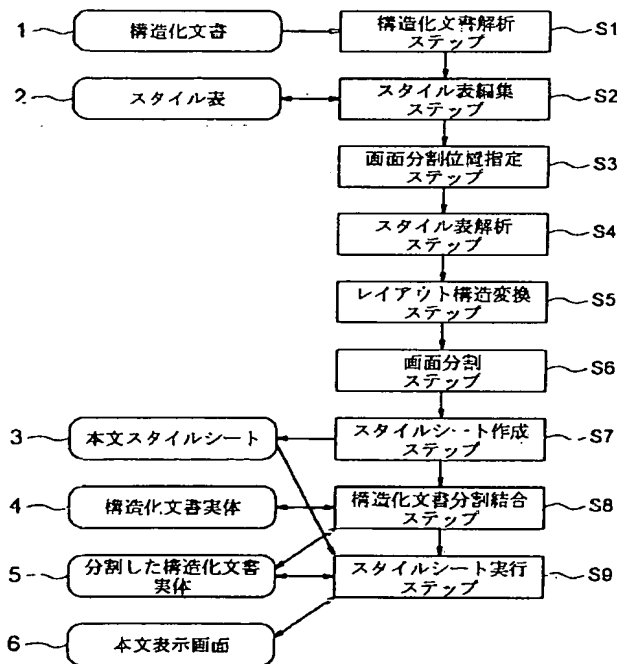 1
構造化文書
構造化文書解析
ステップ
S1
2
スタイル表
スタイル表編集
ステップ
S2
画面分割位置指定
ステップ
S3
スタイル表解析
ステップ
S4
レイアウト構造変換
ステップ
S5
画面分割
ステップ
S6
3
本文スタイルシート
スタイルシート作成
ステップ
S7
4
構造化文書実体
構造化文書分割結合
ステップ
S8
5
分割した構造化文書
実体
スタイルシート実行
ステップ
S9
6
本文表示画面